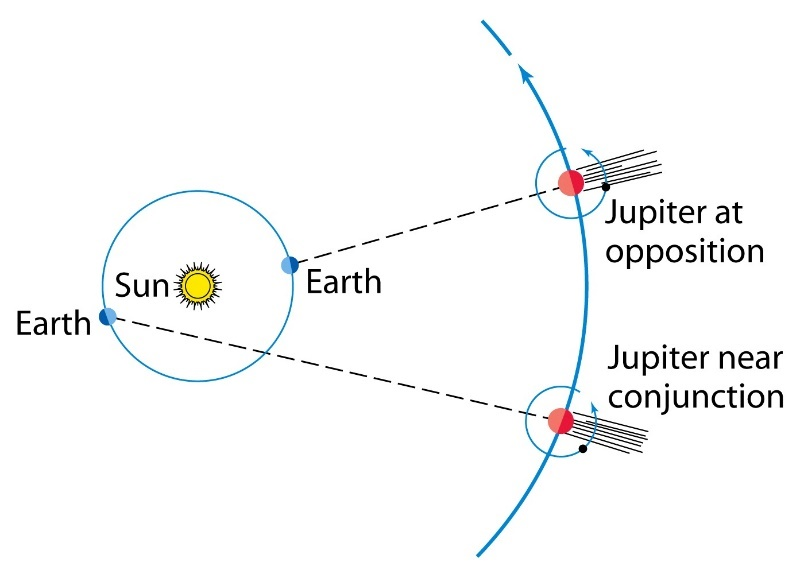 Jupiter at
opposition
Sun
Earth
Earth
Jupiter near
conjunction